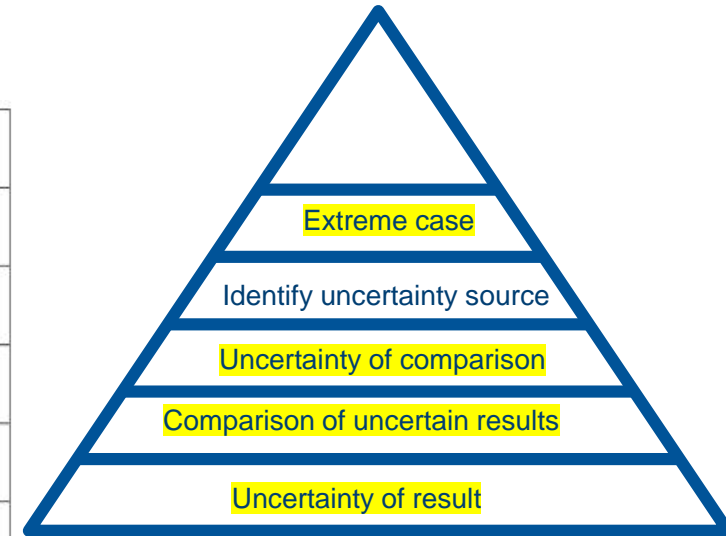 Extreme case
Identify uncertainty source
Uncertainty of comparison
Comparison of uncertain results
Uncertainty of result